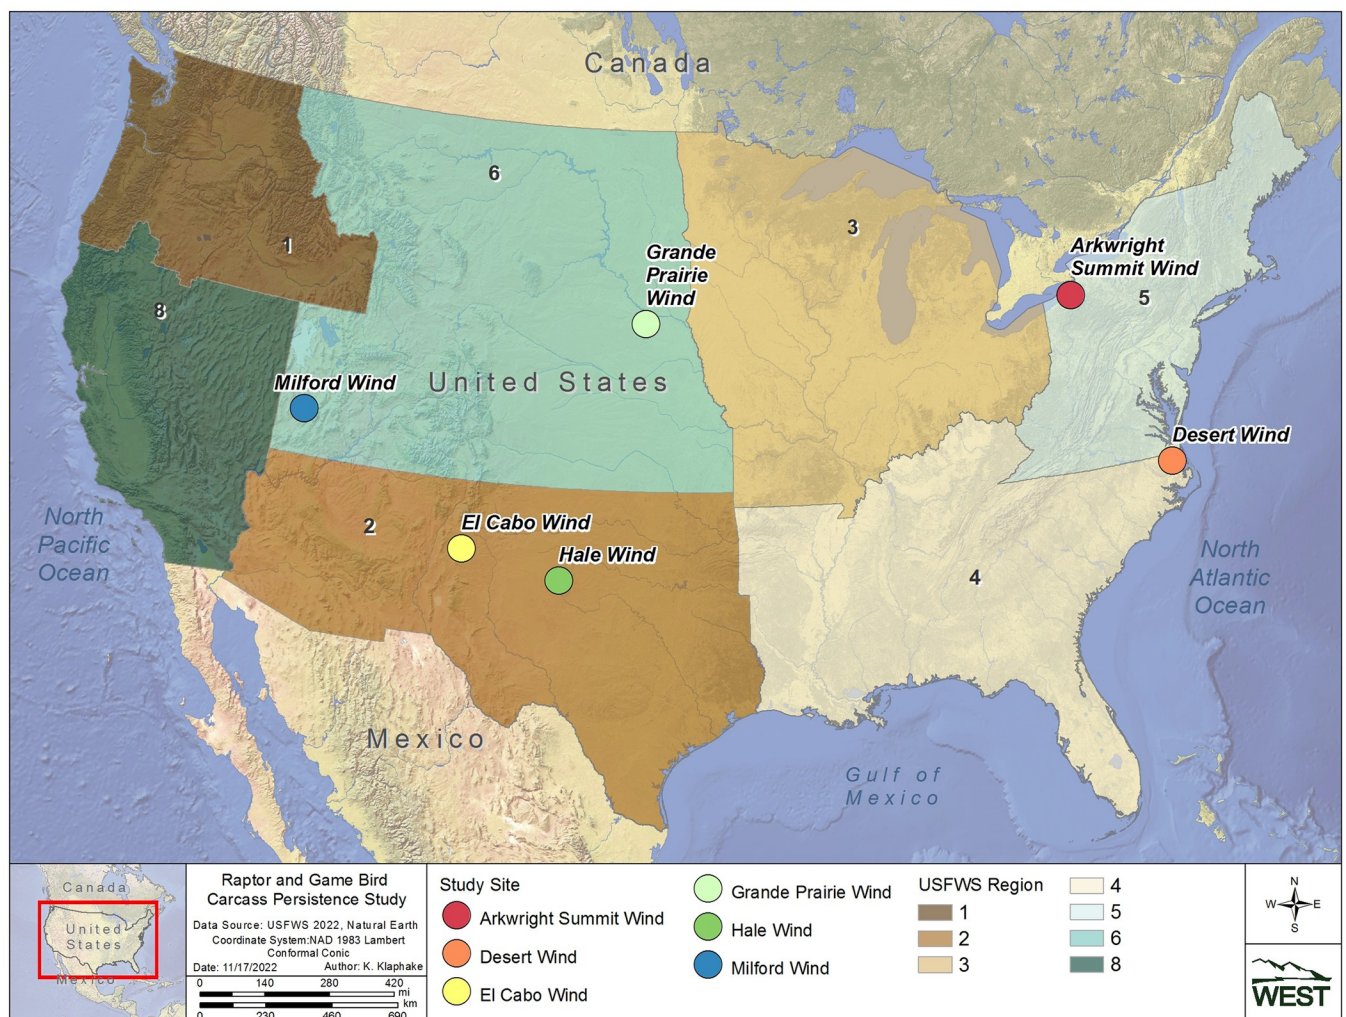 Canada
6
3
1
Grande
Prairie
Wind
Arkwright
Summit Wind
5
8
Milford Wind
United States
Desert Wind
North
Pacific
Ocean
2
El Cabo Wind
Hale Wind
4
North
Atlantic
Ocean
Mexico
Gulf of
Mexico
Canada
United
States
Mexico
Raptor and Game Bird
Carcass Persistence Study
Data Source: USFWS 2022, Natural Earth
Coordinate System:NAD 1983 Lambert
Conformal Conic
Date: 11/17/2022 Author: K. Klaphake
0 140 280 420
mi
km
0 230 460 690
Study Site
Arkwright Summit Wind
Desert Wind
El Cabo Wind
Grande Prairie Wind
Hale Wind
Milford Wind
USFWS Region
1
2
3
4
5
6
8
N
W E
S
WEST